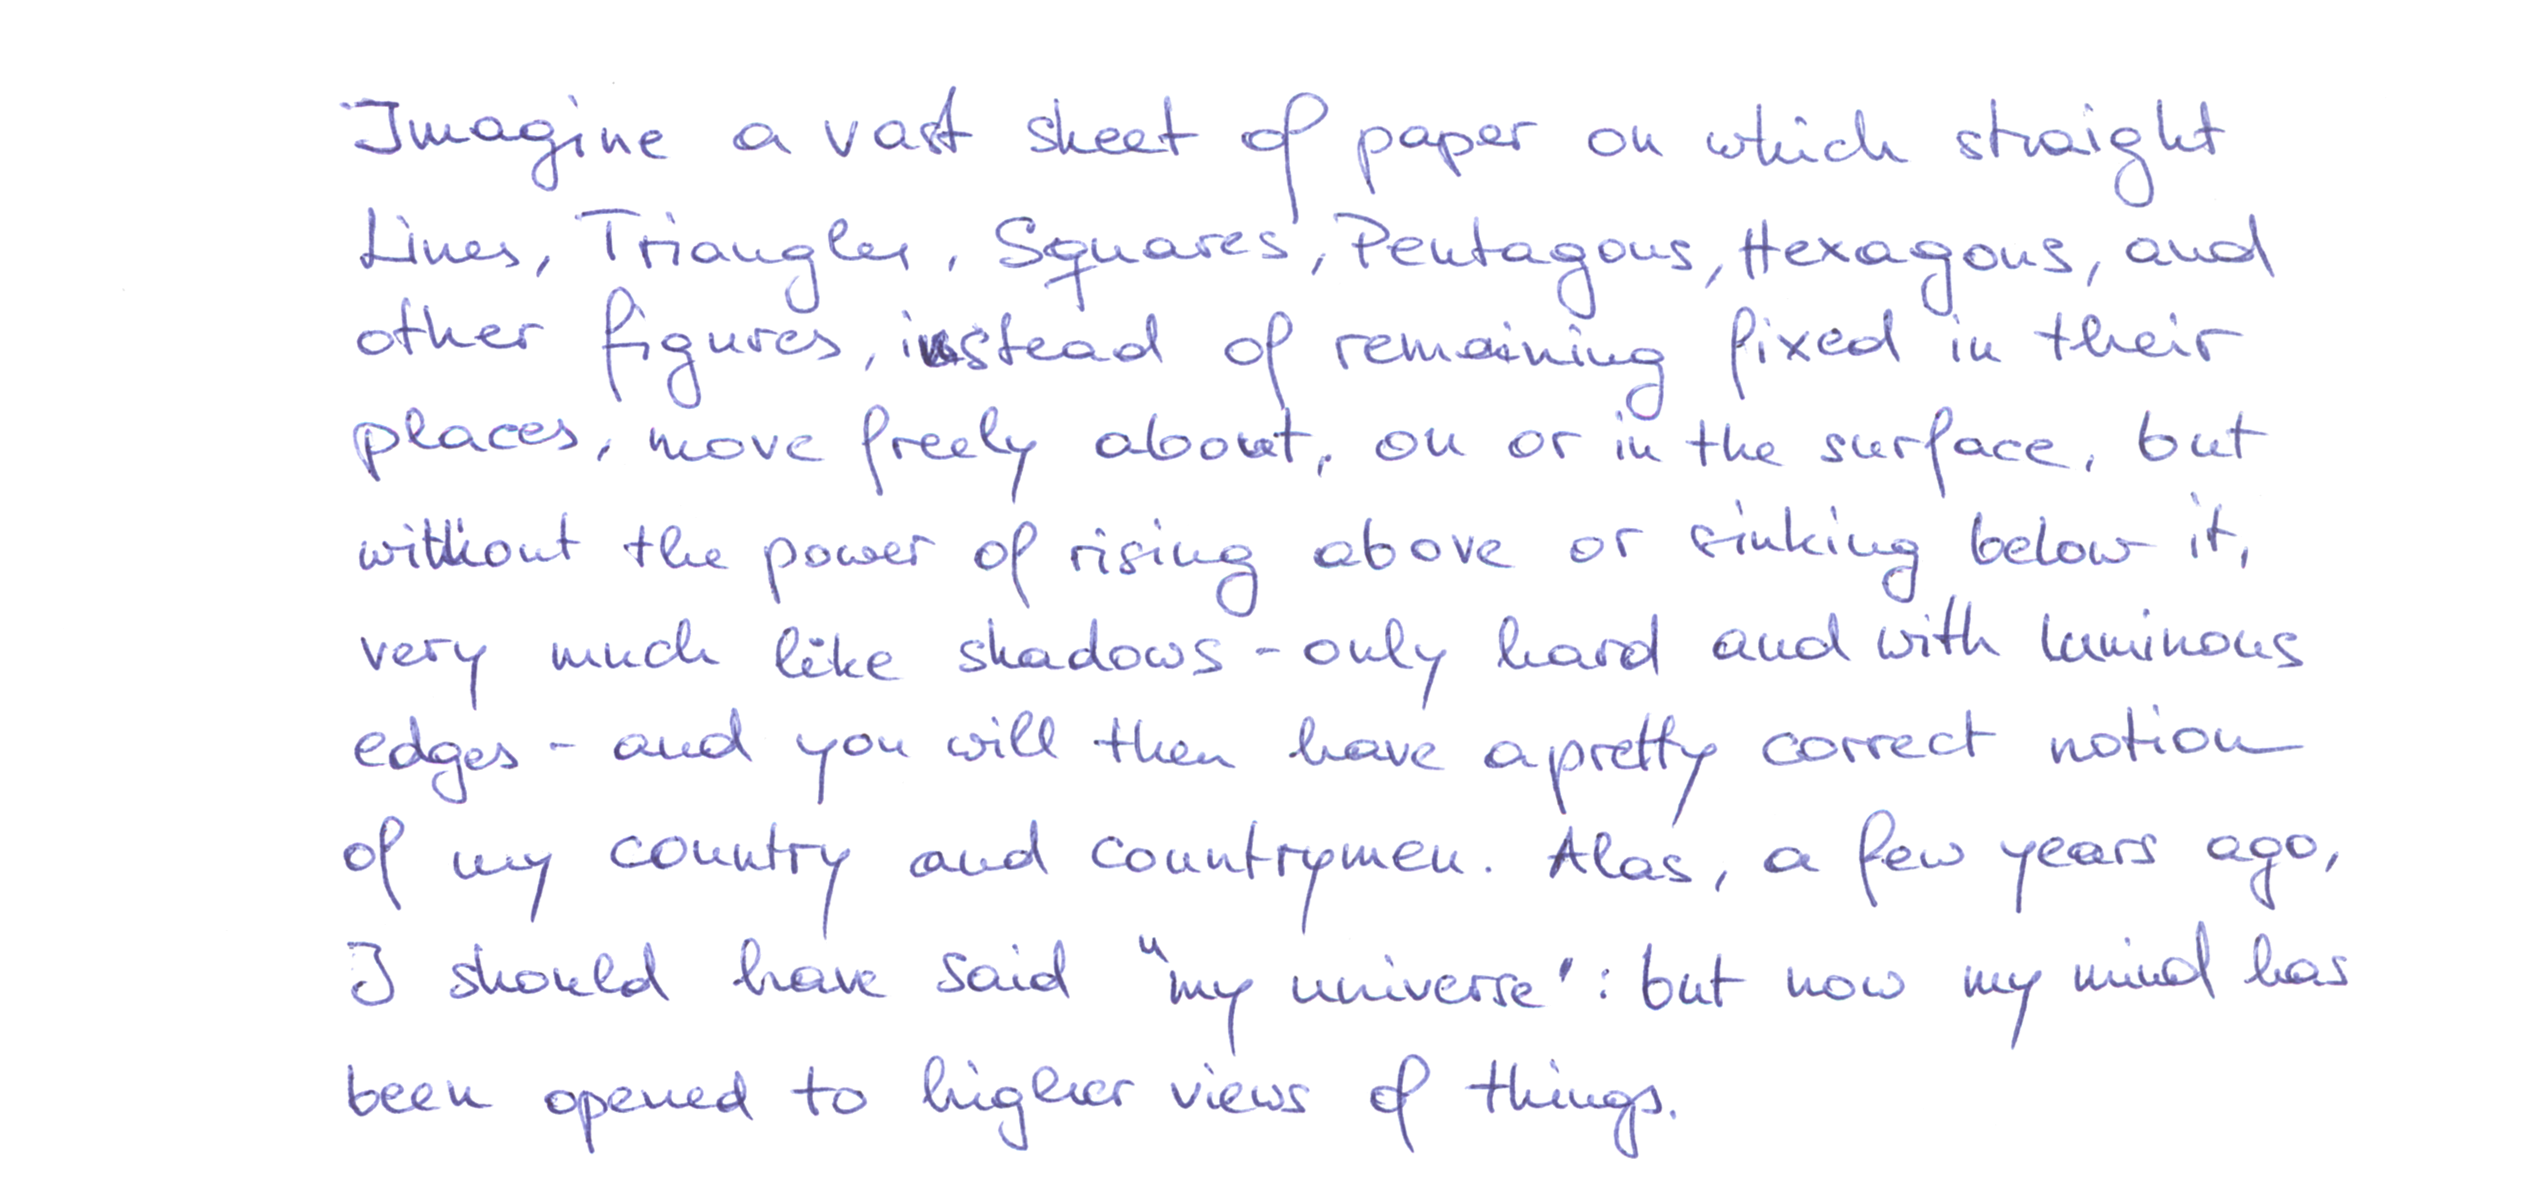 Imagine a vast sheet of paper on which straight
Lines, Triangles, Squares, Pentagons, Hexagons, and
other figures, instead of remaining fixed in their
places, move freely about, on or in the surface, but
without the power of rising above or sinking below it,
very much like shadows - only hard and with luminous
edges - and you will then have a pretty correct notion
of my country and countrymen. Alas, a few years ago,
I should have said "my universe": but now my mind has
been opened to higher views of things.